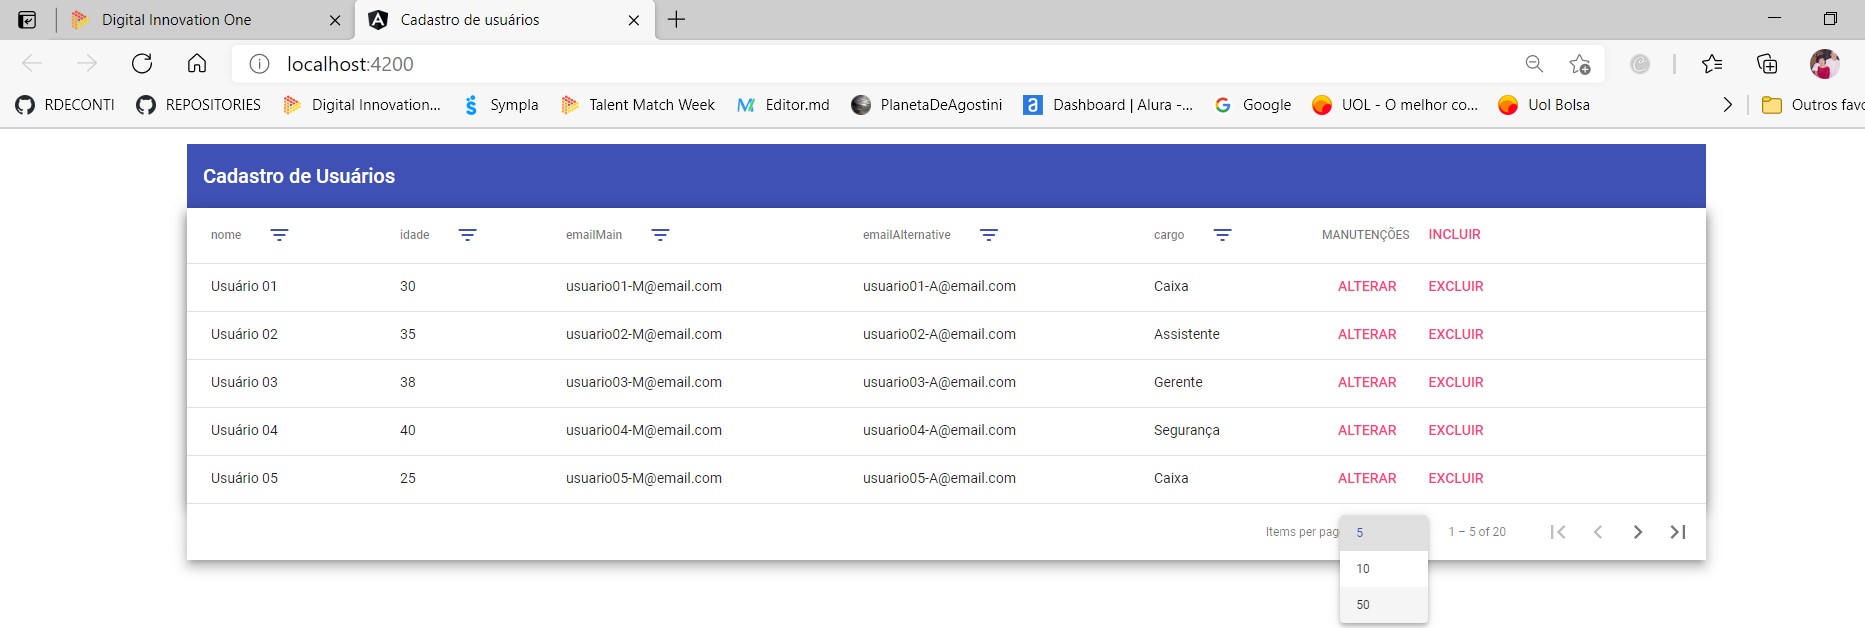 Digital Innovation One Cadastro de usuários
localhost:4200
RDECONTI REPOSITORIES Digital Innovation... Sympla Talent Match Week Editor.md PlanetaDeAgostini Dashboard | Alura -... Google UOL - O melhor co... Uol Bolsa Outros favo
Cadastro de Usuários
nome idade emailMain emailAlternative cargo MANUTENÇÕES INCLUIR
Usuário 01 30 usuario01-M@email.com usuario01-A@email.com Caixa ALTERAR EXCLUIR
Usuário 02 35 usuario02-M@email.com usuario02-A@email.com Assistente ALTERAR EXCLUIR
Usuário 03 38 usuario03-M@email.com usuario03-A@email.com Gerente ALTERAR EXCLUIR
Usuário 04 40 usuario04-M@email.com usuario04-A@email.com Segurança ALTERAR EXCLUIR
Usuário 05 25 usuario05-M@email.com usuario05-A@email.com Caixa ALTERAR EXCLUIR
Items per pag 5 1 – 5 of 20
10
50